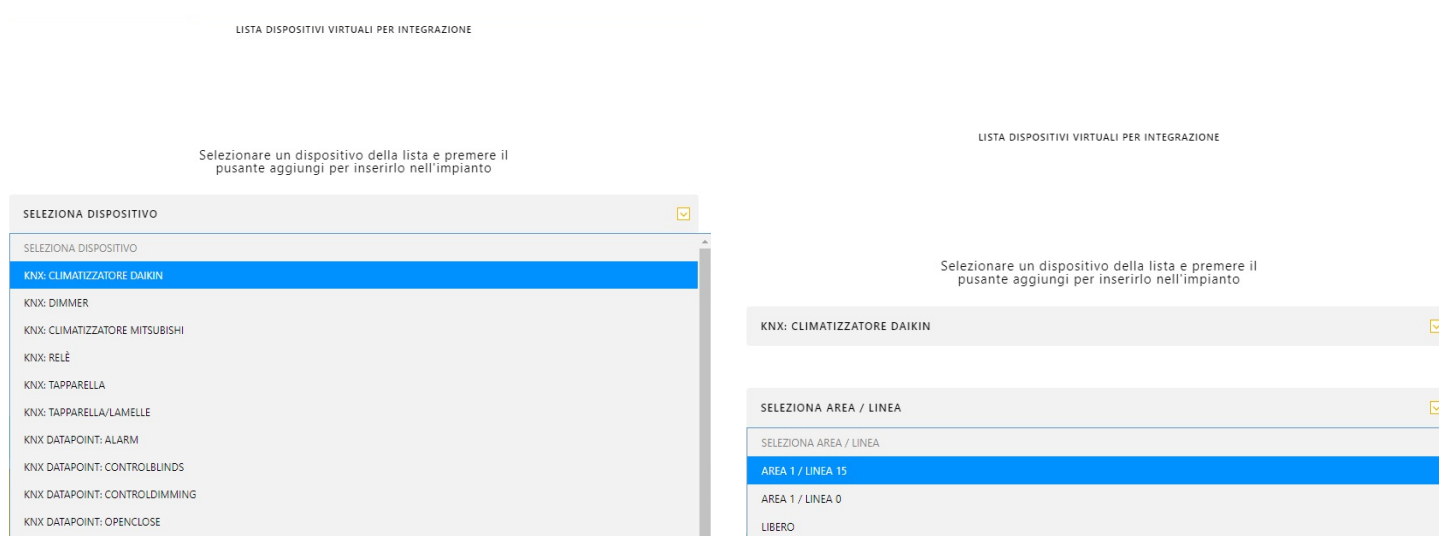 LISTA DISPOSITIVI VIRTUALI PER INTEGRAZIONE
Selezionare un dispositivo della lista e premere il
pusante aggiungi per inserirlo nell'impianto
SELEZIONA DISPOSITIVO
SELEZIONA DISPOSITIVO
KNX: CLIMATIZZATORE DAIKIN
KNX: DIMMER
KNX: CLIMATIZZATORE MITSUBISHI
KNX: RELÈ
KNX: TAPPARELLA
KNX: TAPPARELLA/LAMELLE
KNX DATAPOINT: ALARM
KNX DATAPOINT: CONTROLBLINDS
KNX DATAPOINT: CONTROLDIMMING
KNX DATAPOINT: OPENCLOSE
LISTA DISPOSITIVI VIRTUALI PER INTEGRAZIONE
Selezionare un dispositivo della lista e premere il
pusante aggiungi per inserirlo nell'impianto
KNX: CLIMATIZZATORE DAIKIN
SELEZIONA AREA / LINEA
SELEZIONA AREA / LINEA
AREA 1 / LINEA 15
AREA 1 / LINEA 0
LIBERO